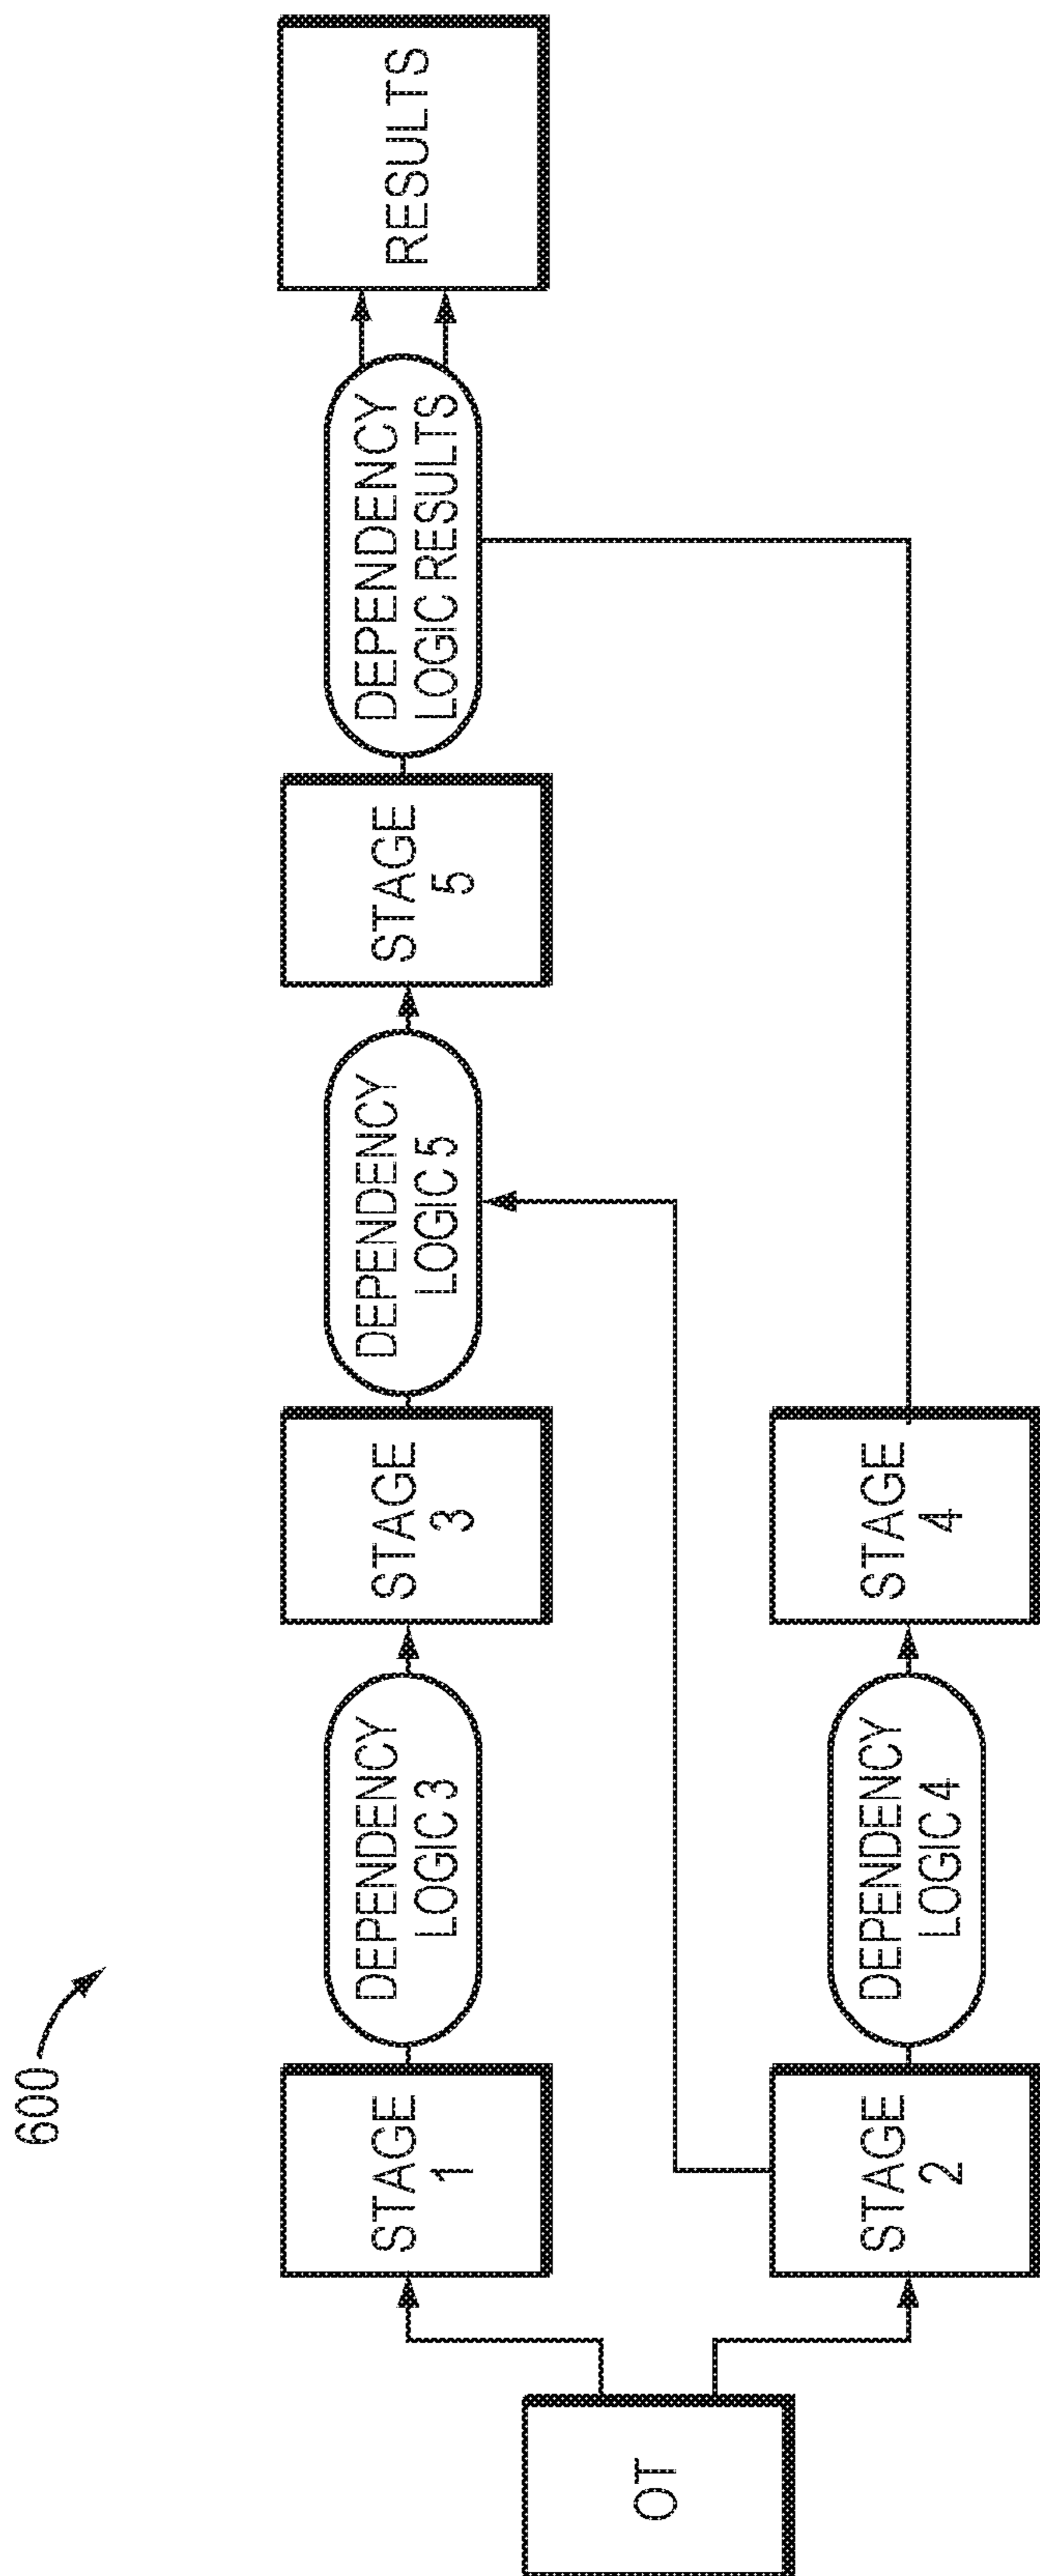 600
OT
STAGE
1
DEPENDENCY
LOGIC 3
STAGE
3
DEPENDENCY
LOGIC 5
STAGE
5
DEPENDENCY
LOGIC RESULTS
RESULTS
STAGE
2
DEPENDENCY
LOGIC 4
STAGE
4